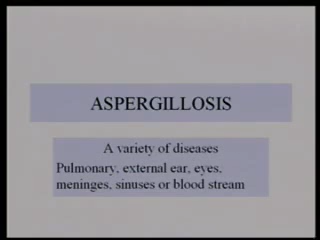 ASPERGILLOSIS
A variety of diseases
Pulmonary, external ear, eyes,
meninges, sinuses or blood stream